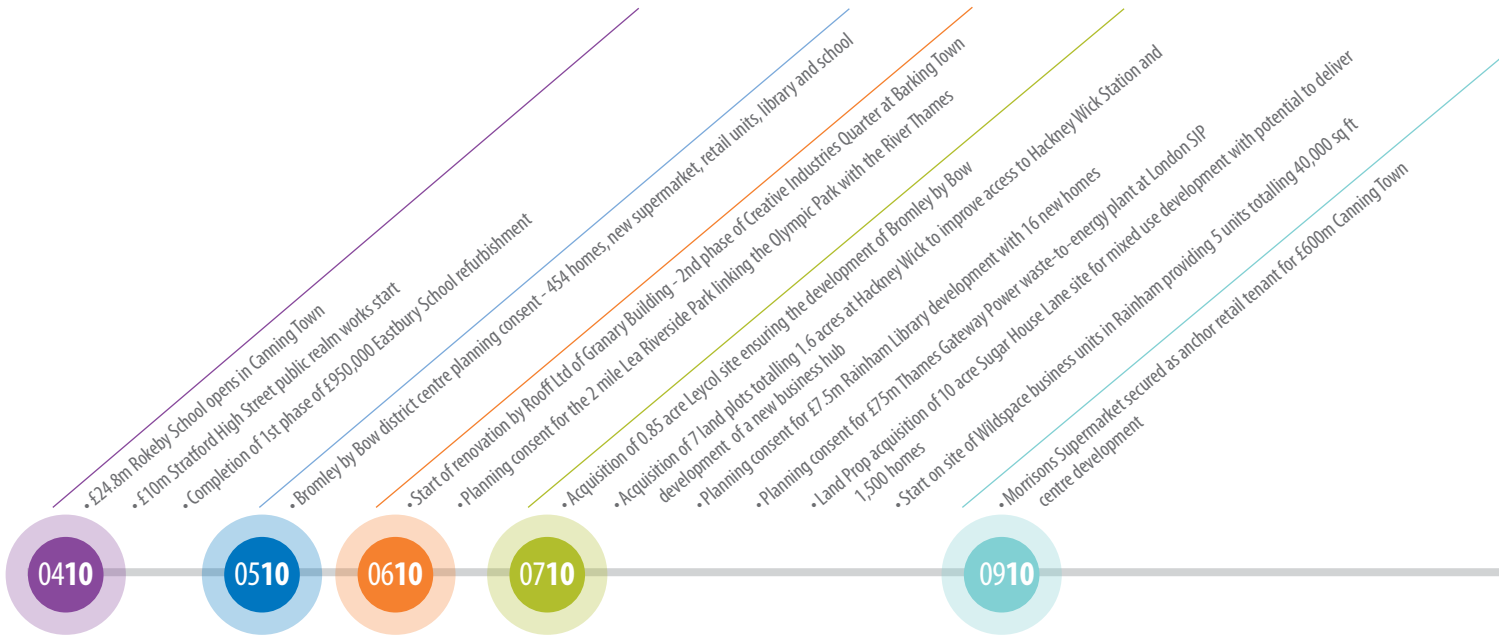 • £24.8m Rokeby School opens in Canning Town
• £10m Stratford High Street public realm works start
• Completion of 1st phase of £950,000 Eastbury School refurbishment
0410
• Bromley by Bow district centre planning consent - 454 homes, new supermarket, retail units, library and school
0510
• Start of renovation by Rooff Ltd of Granary Building - 2nd phase of Creative Industries Quarter at Barking Town
• Planning consent for the 2 mile Lea Riverside Park linking the Olympic Park with the River Thames
0610
• Acquisition of 0.85 acre Leycol site ensuring the development of Bromley by Bow
• Acquisition of 7 land plots totalling 1.6 acres at Hackney Wick to improve access to Hackney Wick Station and
development of a new business hub
• Planning consent for £7.5m Rainham Library development with 16 new homes
• Planning consent for £75m Thames Gateway Power waste-to-energy plant at London SIP
• Land Prop acquisition of 10 acre Sugar House Lane site for mixed use development with potential to deliver
1,500 homes
• Start on site of Wildspace business units in Rainham providing 5 units totalling 40,000 sq ft
0710
• Morrisons Supermarket secured as anchor retail tenant for £600m Canning Town
centre development
0910